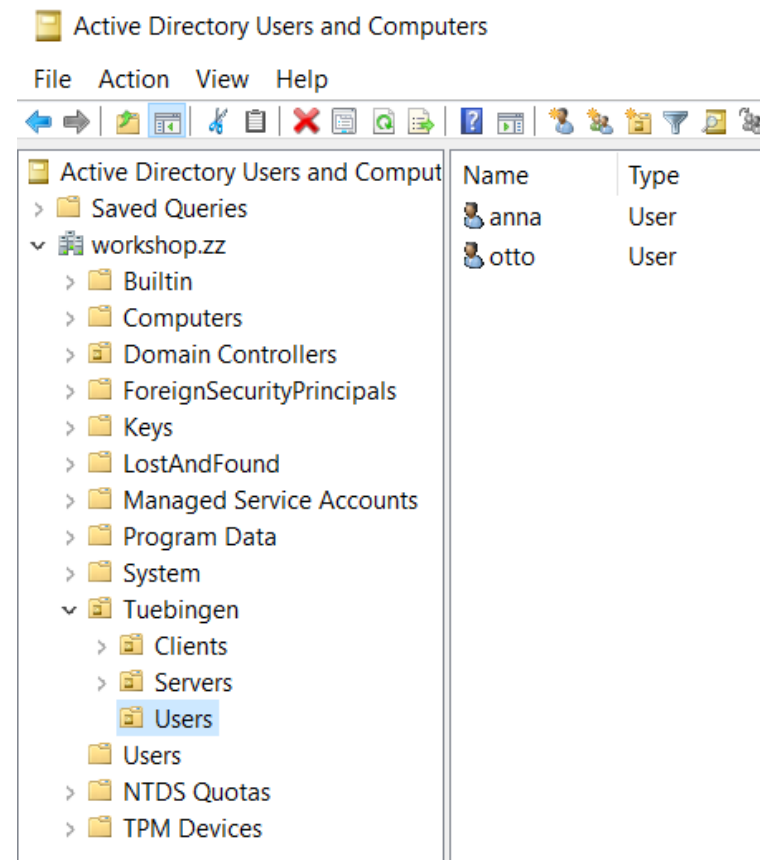 Active Directory Users and Computers
File Action View Help
Active Directory Users and Comput
Saved Queries
workshop.zz
Builtin
Computers
Domain Controllers
ForeignSecurityPrincipals
Keys
LostAndFound
Managed Service Accounts
Program Data
System
Tuebingen
Clients
Servers
Users
Users
NTDS Quotas
TPM Devices
Name Type
anna User
otto User